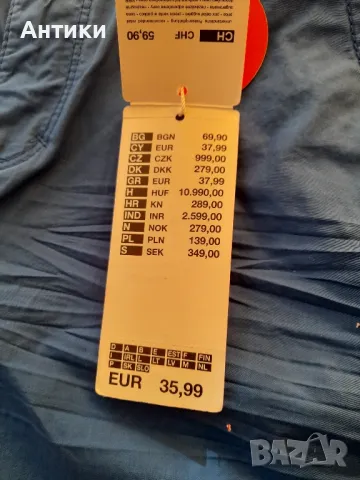 Антики
CH CHF 59,90
BG BGN 69,90
CY EUR 37,99
CZ CZK 999,00
DK DKK 279,00
GR EUR 37,99
H HUF 10.990,00
HR KN 289,00
IND INR 2.599,00
N NOK 279,00
PL PLN 139,00
S SEK 349,00
D A B E EST F FIN
I IRL L LT LV M NL
P SK SLO
EUR 35,99
BAZAR